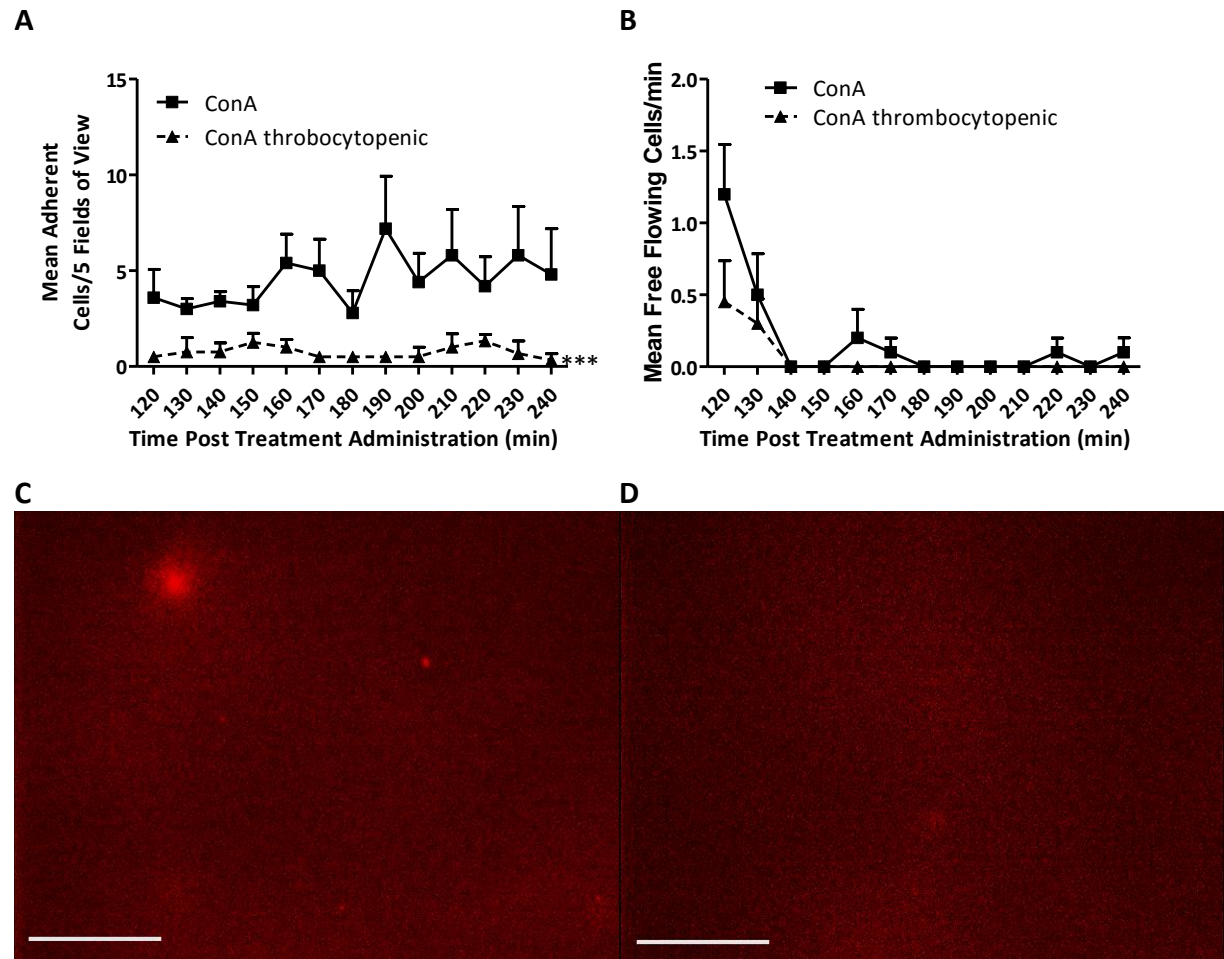 A
15
10
5
0
Mean Adherent
Cells/5 Fields of View
ConA
ConA throbocytopenic
***
120 130 140 150 160 170 180 190 200 210 220 230 240
Time Post Treatment Administration (min)
B
2.0
1.5
1.0
0.5
0.0
Mean Free Flowing Cells/min
ConA
ConA thrombocytopenic
120 130 140 150 160 170 180 190 200 210 220 230 240
Time Post Treatment Administration (min)
C
D